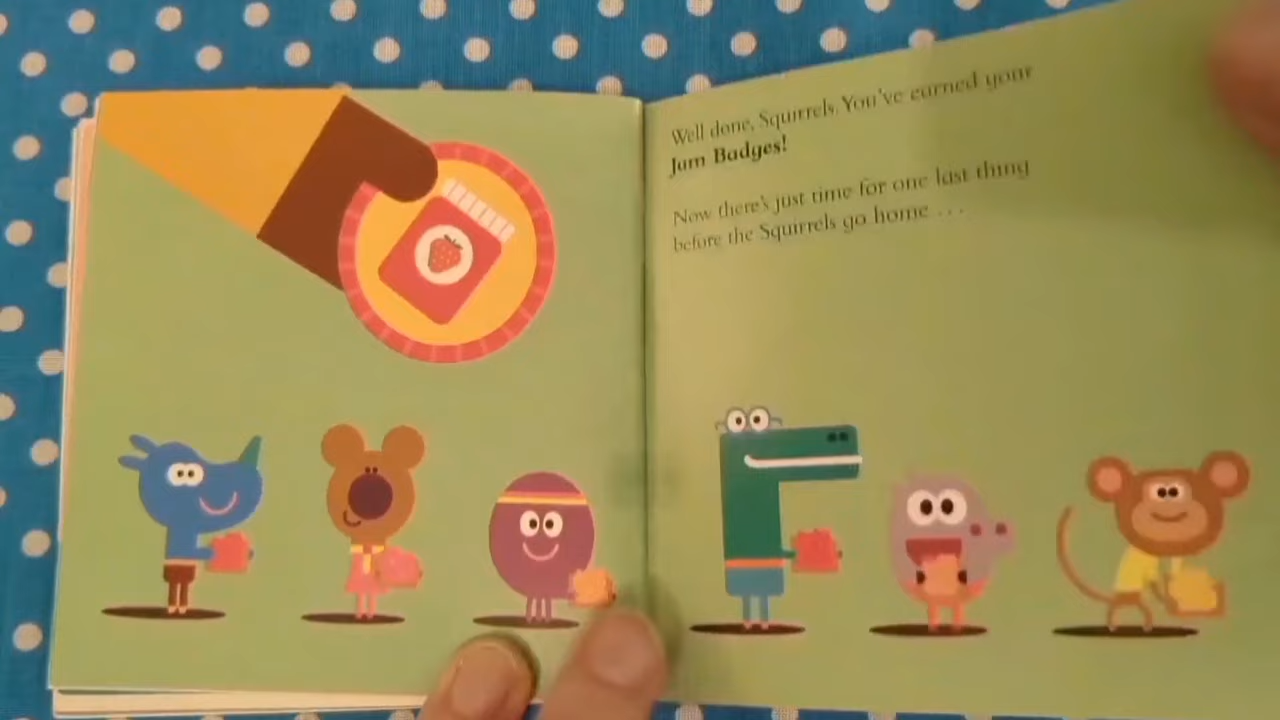 Well done, Squirrels. You've earned your
Jam Badges!
Now there's just time for one last thing
before the Squirrels go home . . .